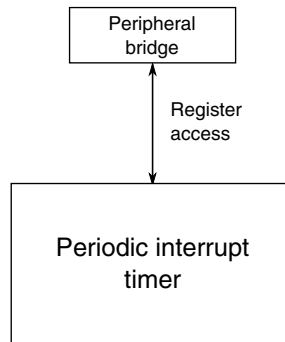 Peripheral
bridge
Register
access
Periodic interrupt
timer